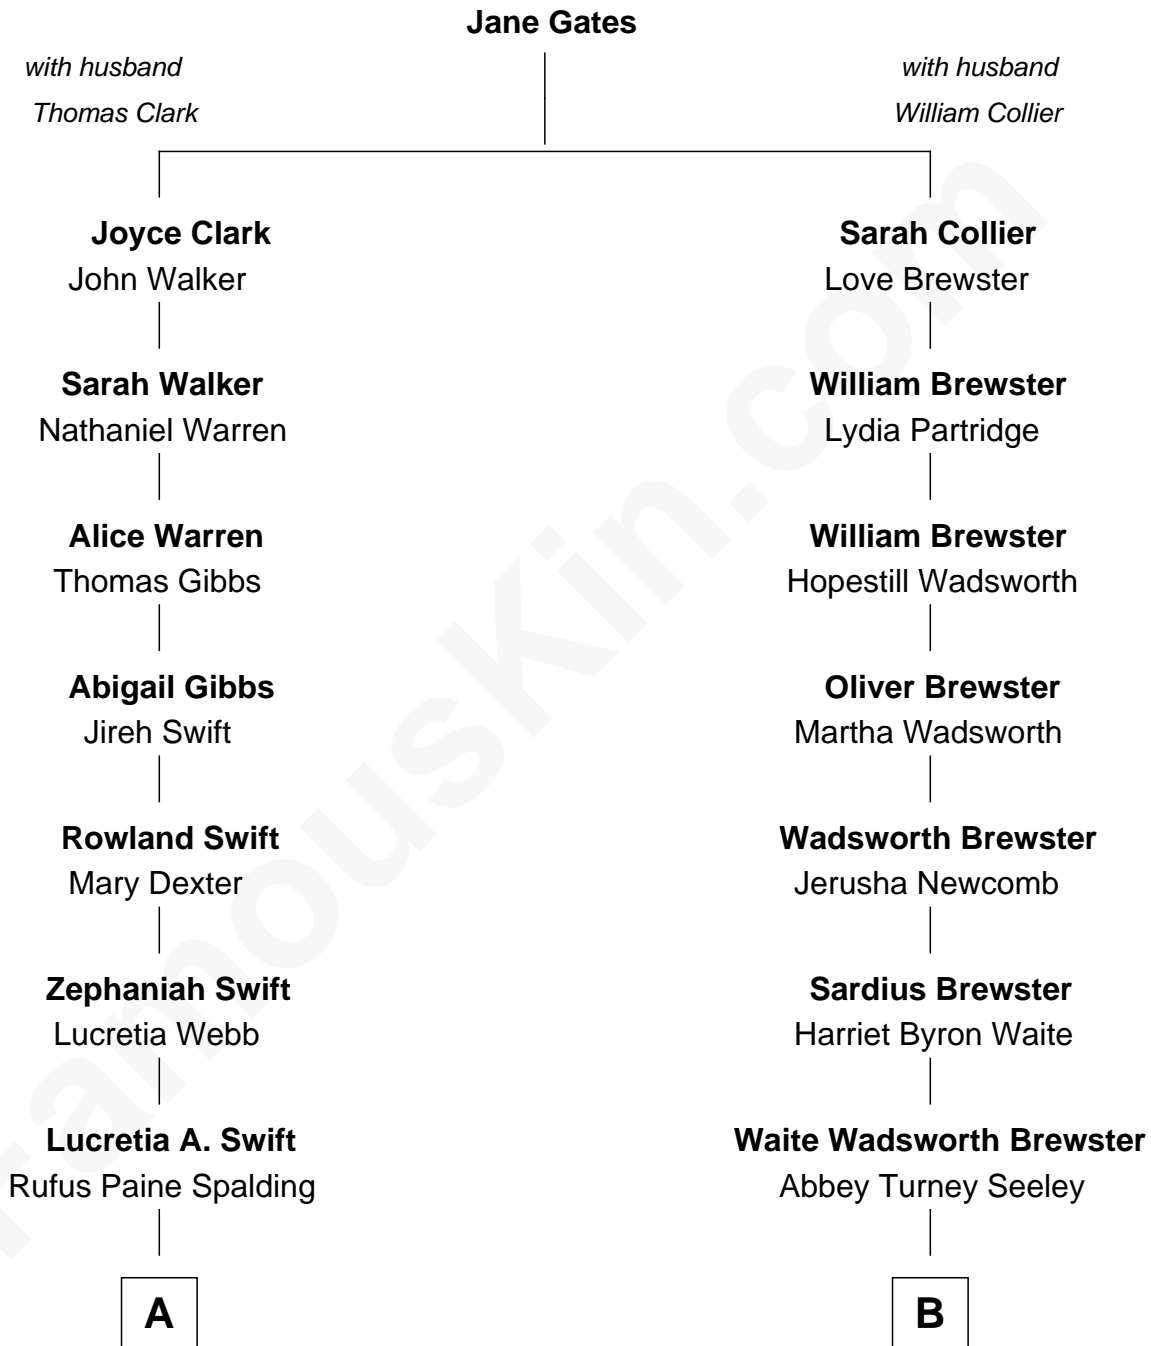 Jane Gates
with husband
Thomas Clark
with husband
William Collier
Joyce Clark
John Walker
Sarah Collier
Love Brewster
Sarah Walker
Nathaniel Warren
William Brewster
Lydia Partridge
Alice Warren
Thomas Gibbs
William Brewster
Hopestill Wadsworth
Abigail Gibbs
Jireh Swift
Oliver Brewster
Martha Wadsworth
Rowland Swift
Mary Dexter
Wadsworth Brewster
Jerusha Newcomb
Zephaniah Swift
Lucretia Webb
Sardius Brewster
Harriet Byron Waite
Lucretia A. Swift
Rufus Paine Spalding
Waite Wadsworth Brewster
Abbey Turney Seeley
A
B
famousKin.com